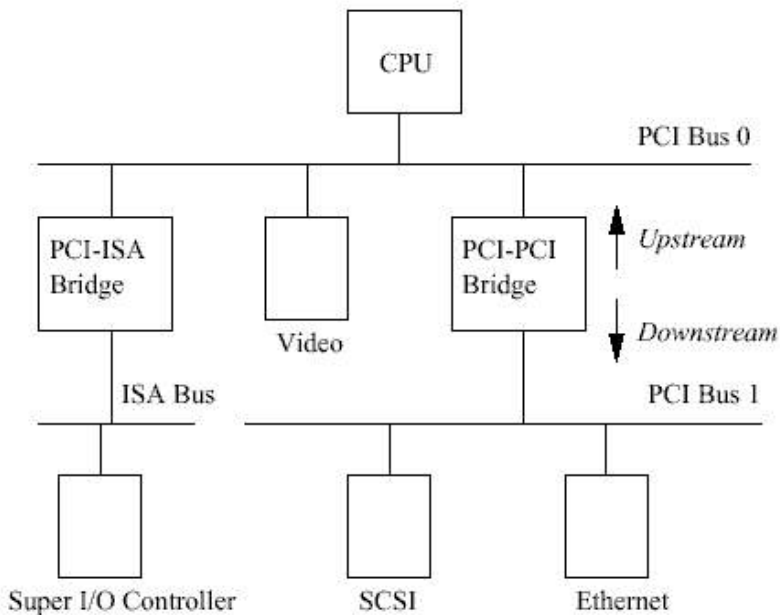 CPU
PCI Bus 0
PCI-ISA
Bridge
PCI-PCI
Bridge
Upstream
Downstream
Video
ISA Bus
PCI Bus 1
Super I/O Controller
SCSI
Ethernet